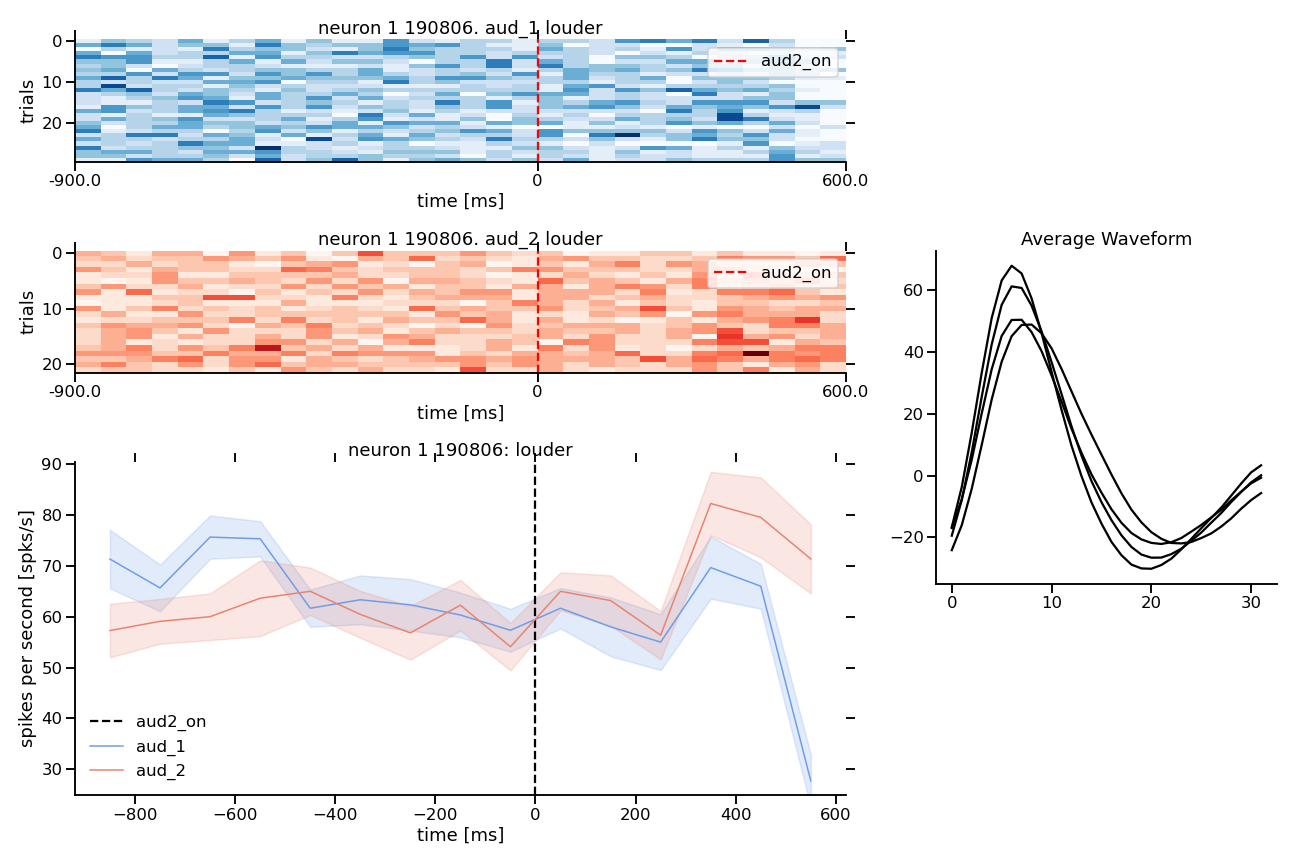 neuron 1 190806. aud_1 louder
0
10
20
trials
aud2_on
-900.0
0
600.0
time [ms]
neuron 1 190806. aud_2 louder
0
10
20
trials
aud2_on
-900.0
0
600.0
time [ms]
neuron 1 190806: louder
90
80
70
60
50
40
30
spikes per second [spks/s]
aud2_on
aud_1
aud_2
−800
−600
−400
−200
0
200
400
600
time [ms]
Average Waveform
60
40
20
0
−20
0
10
20
30